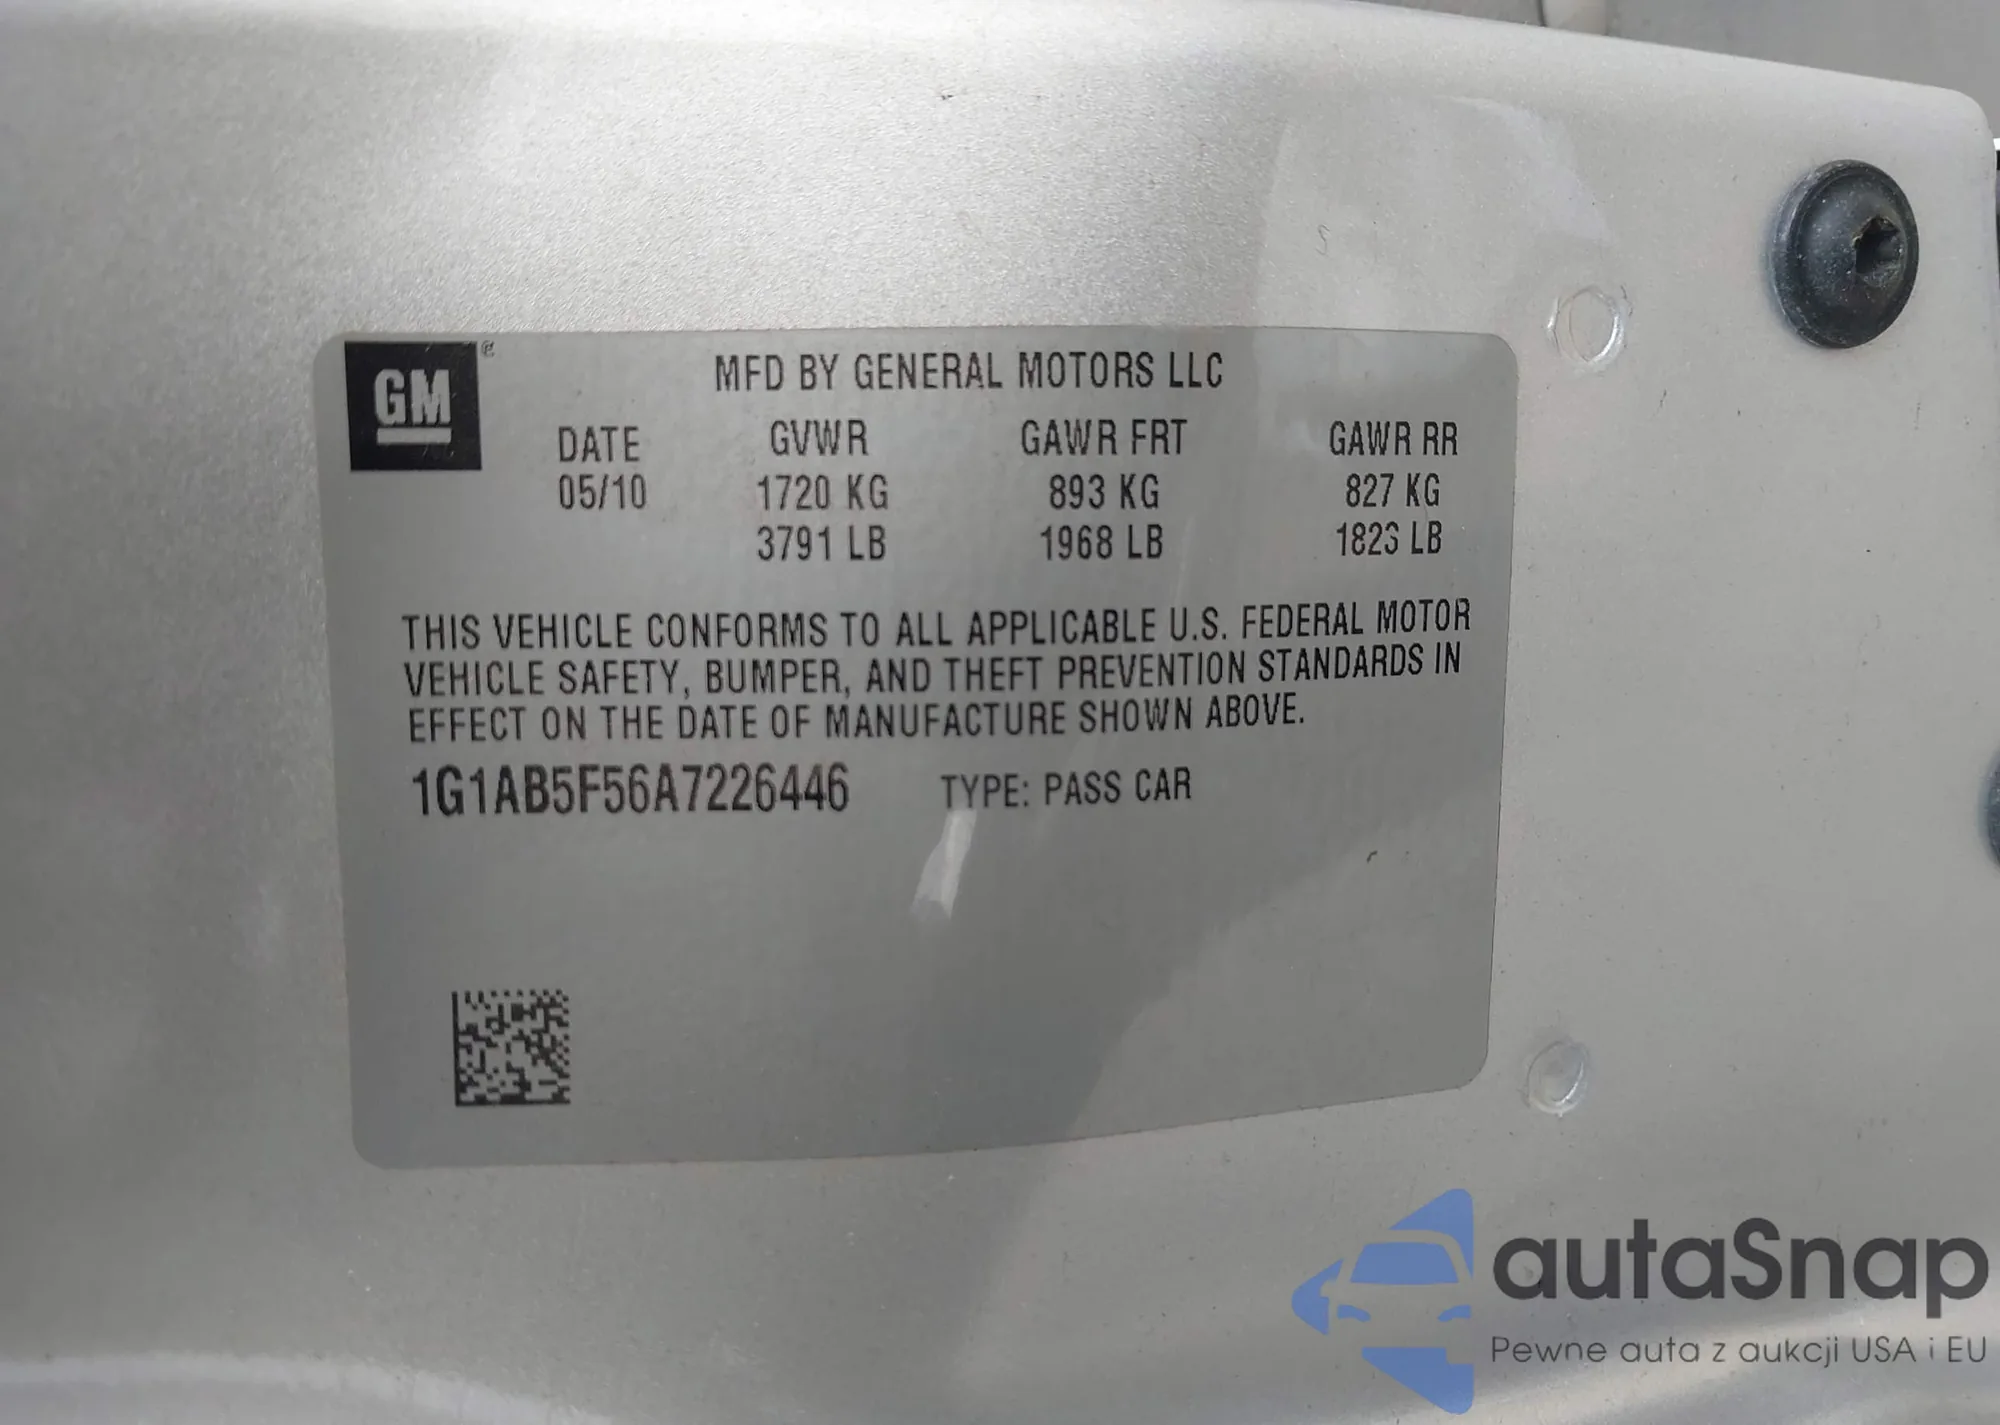 GM
MFD BY GENERAL MOTORS LLC
DATE GVWR GAWR FRT GAWR RR
05/10 1720 KG 893 KG 827 KG
3791 LB 1968 LB 1823 LB
THIS VEHICLE CONFORMS TO ALL APPLICABLE U.S. FEDERAL MOTOR
VEHICLE SAFETY, BUMPER, AND THEFT PREVENTION STANDARDS IN
EFFECT ON THE DATE OF MANUFACTURE SHOWN ABOVE.
1G1AB5F56A7226446 TYPE: PASS CAR
autaSnap
Pewne auta z aukcji USA i EU